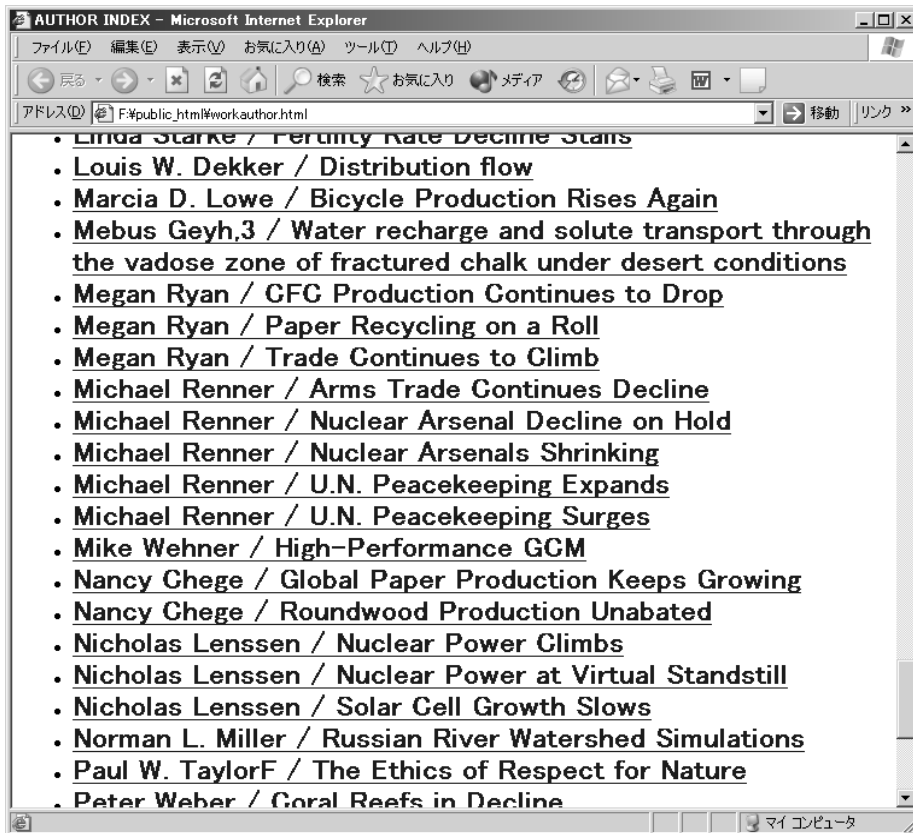 AUTHOR INDEX - Microsoft Internet Explorer
ファイル(F) 編集(E) 表示(V) お気に入り(A) ツール(T) ヘルプ(H)
戻る 検索 お気に入り メディア
アドレス(D) F:¥public_html¥workauthor.html 移動 リンク »
• Linda Starke / Fertility Rate Decline Stalls
• Louis W. Dekker / Distribution flow
• Marcia D. Lowe / Bicycle Production Rises Again
• Mebus Geyh,3 / Water recharge and solute transport through
the vadose zone of fractured chalk under desert conditions
• Megan Ryan / CFC Production Continues to Drop
• Megan Ryan / Paper Recycling on a Roll
• Megan Ryan / Trade Continues to Climb
• Michael Renner / Arms Trade Continues Decline
• Michael Renner / Nuclear Arsenal Decline on Hold
• Michael Renner / Nuclear Arsenals Shrinking
• Michael Renner / U.N. Peacekeeping Expands
• Michael Renner / U.N. Peacekeeping Surges
• Mike Wehner / High-Performance GCM
• Nancy Chege / Global Paper Production Keeps Growing
• Nancy Chege / Roundwood Production Unabated
• Nicholas Lenssen / Nuclear Power Climbs
• Nicholas Lenssen / Nuclear Power at Virtual Standstill
• Nicholas Lenssen / Solar Cell Growth Slows
• Norman L. Miller / Russian River Watershed Simulations
• Paul W. TaylorF / The Ethics of Respect for Nature
• Peter Weber / Coral Reefs in Decline
マイ コンピュータ